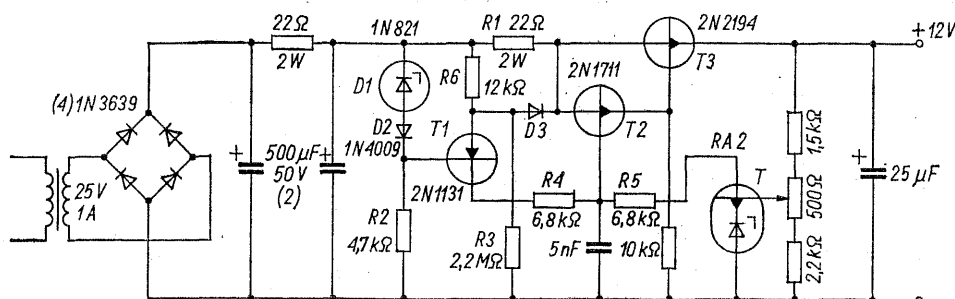 22Ω
2W
1N821
R1 22Ω
2W
2N2194
+12V
D1
R6
12kΩ
2N1711
T3
(4)1N3639
D2
1N4009
T1
D3
T2
+
500μF
50V
(2)
+
2N1131
R4
6,8kΩ
R5
6,8kΩ
RA2
T
1,5kΩ
500Ω
2,2kΩ
+
25μF
25V
1A
R2
4,7kΩ
R3
2,2MΩ
5nF
10kΩ